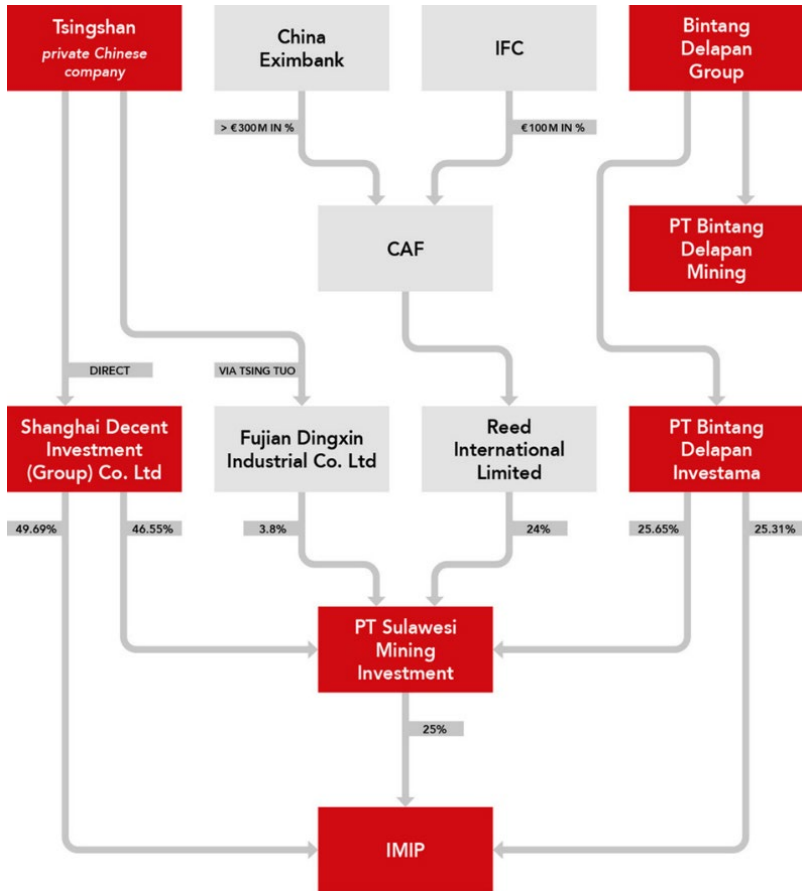 Tsingshan
private Chinese
company
China
Eximbank
IFC
Bintang
Delapan
Group
> €300M IN %
€100M IN %
CAF
PT Bintang
Delapan
Mining
DIRECT
VIA TSING TUO
Shanghai Decent
Investment
(Group) Co. Ltd
Fujian Dingxin
Industrial Co. Ltd
Reed
International
Limited
PT Bintang
Delapan
Investama
49.69%
46.55%
3.8%
24%
25.65%
25.31%
PT Sulawesi
Mining
Investment
25%
IMIP